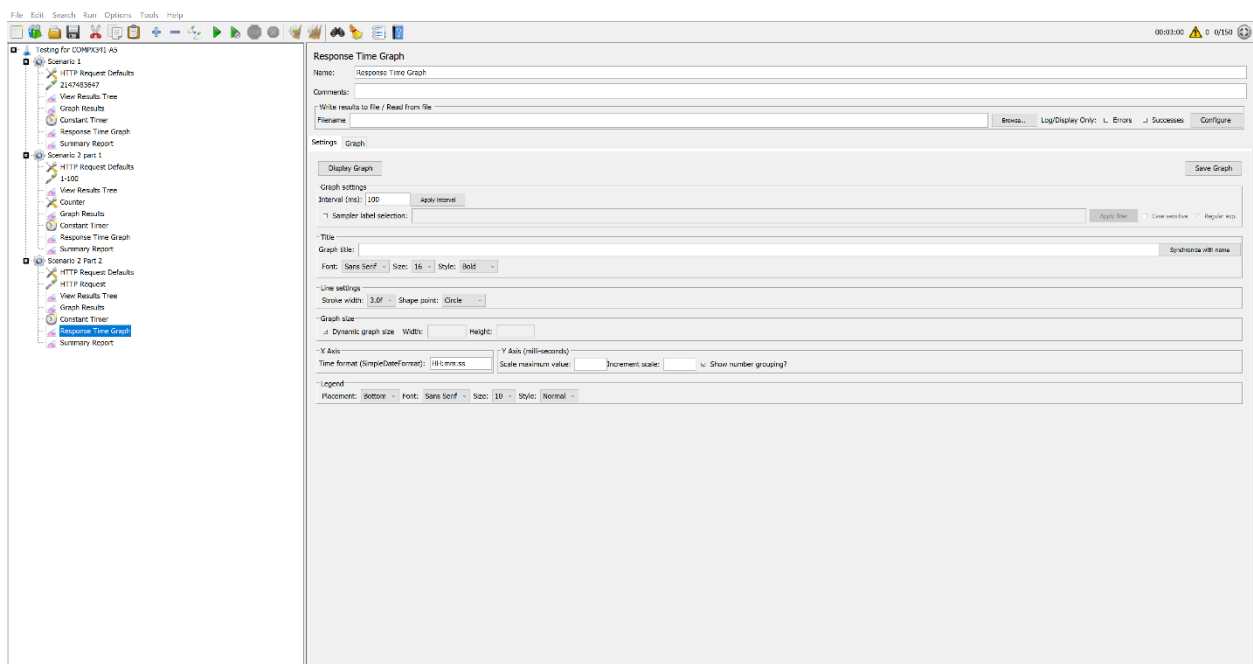 File Edit Search Run Options Tools Help
00:03:00 0 0/150
Testing for COMPX341-A5
Scenario 1
HTTP Request Defaults
2147483647
View Results Tree
Graph Results
Constant Timer
Response Time Graph
Summary Report
Scenario 2 part 1
HTTP Request Defaults
1-100
View Results Tree
Counter
Graph Results
Constant Timer
Response Time Graph
Summary Report
Scenario 2 Part 2
HTTP Request Defaults
HTTP Request
View Results Tree
Graph Results
Constant Timer
Response Time Graph
Summary Report
Response Time Graph
Name: Response Time Graph
Comments:
Write results to file / Read from file
Filename Browse... Log/Display Only: Errors Successes Configure
Settings Graph
Display Graph Save Graph
Graph settings
Interval (ms): 100 Apply Interval
Sampler label selection: Apply filter Case sensitive Regular exp.
Title
Graph title: Synchronize with name
Font: Sans Serif Size: 16 Style: Bold
Line settings
Stroke width: 3.0f Shape point: Circle
Graph size
Dynamic graph size Width: Height:
X Axis Y Axis (milli-seconds)
Time format (SimpleDateFormat): HH:mm:ss Scale maximum value: Increment scale: Show number grouping?
Legend
Placement: Bottom Font: Sans Serif Size: 10 Style: Normal